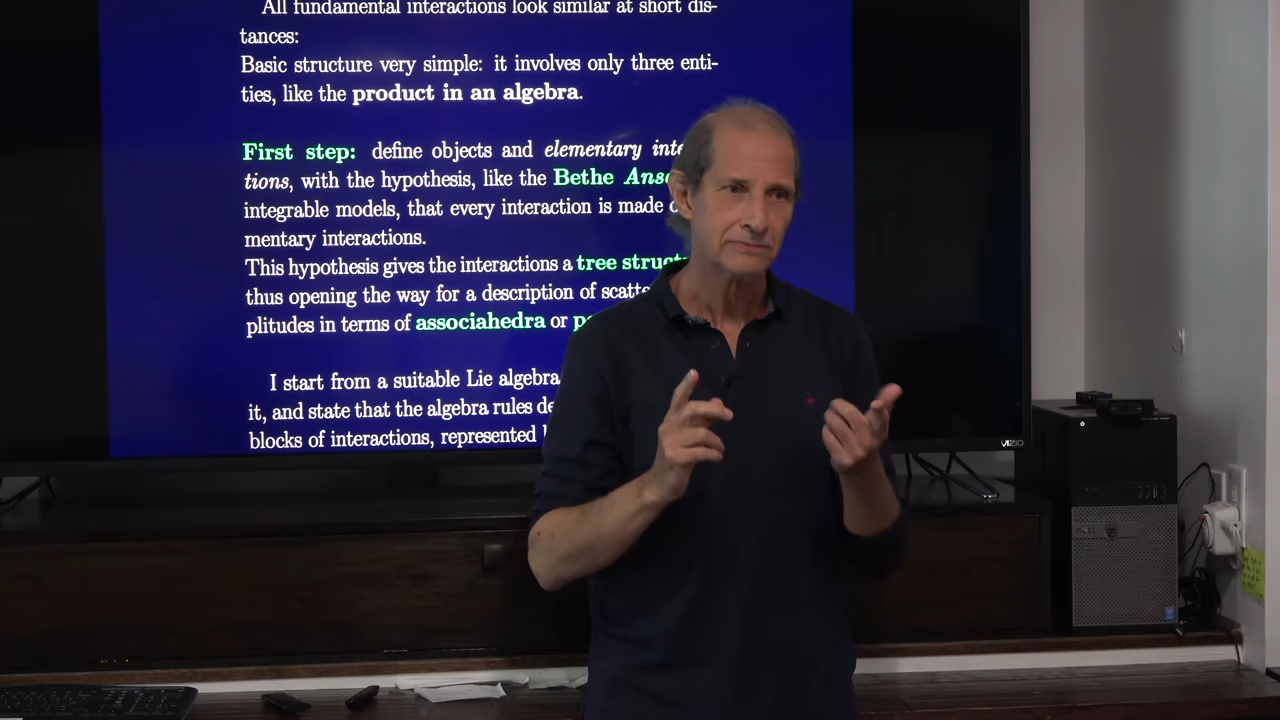 All fundamental interactions look similar at short dis-
tances:
Basic structure very simple: it involves only three enti-
ties, like the product in an algebra.
First step: define objects and elementary inte
tions, with the hypothesis, like the Bethe Ans
integrable models, that every interaction is made
mentary interactions.
This hypothesis gives the interactions a tree struct
thus opening the way for a description of scatte
plitudes in terms of associahedra or pe
I start from a suitable Lie algebra
it, and state that the algebra rules de
blocks of interactions, represented
VIZIO
DELL